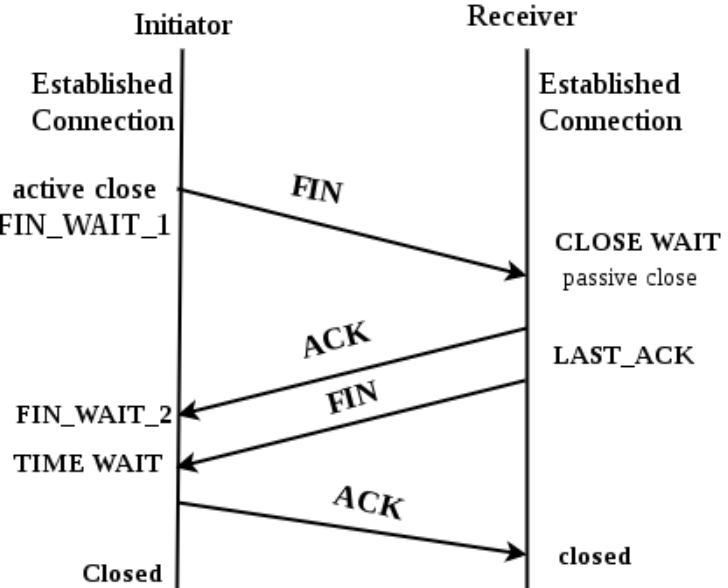 Initiator
Receiver
Established
Connection
Established
Connection
active close
FIN_WAIT_1
FIN
CLOSE WAIT
passive close
ACK
LAST_ACK
FIN
FIN_WAIT_2
TIME WAIT
ACK
closed
Closed